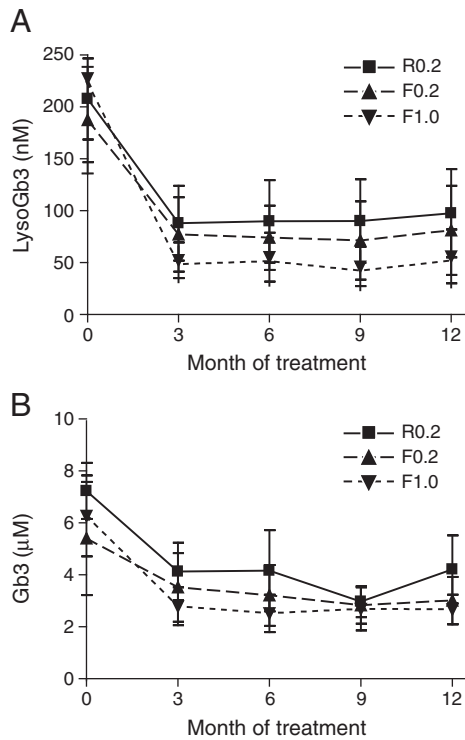 A
250
200
150
100
50
0
LysoGb3 (nM)
R0.2
F0.2
F1.0
0 3 6 9 12
Month of treatment
B
10
8
6
4
2
0
Gb3 (μM)
R0.2
F0.2
F1.0
0 3 6 9 12
Month of treatment